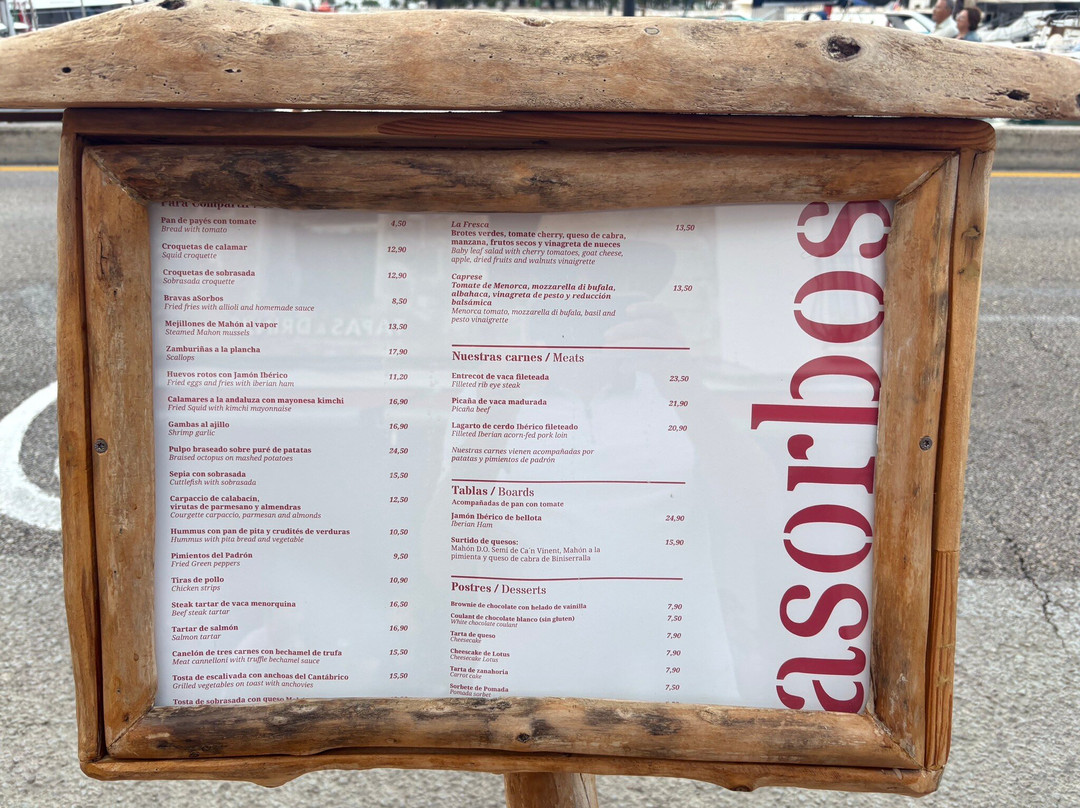 Para Compartir
Pan de payés con tomate 4,50
Bread with tomato
Croquetas de calamar 12,90
Squid croquette
Croquetas de sobrasada 12,90
Sobrasada croquette
Bravas aSorhos 8,50
Fried fries with allioli and homemade sauce
Mejillones de Mahón al vapor 13,50
Steamed Mahon mussels
Zamburiñas a la plancha 17,90
Scallops
Huevos rotos con Jamón Ibérico 11,20
Fried eggs and fries with iberian ham
Calamares a la andaluza con mayonesa kimchi 16,90
Fried Squid with kimchi mayonnaise
Gambas al ajillo 16,90
Shrimp garlic
Pulpo braseado sobre puré de patatas 24,50
Braised octopus on mashed potatoes
Sepia con sobrasada 15,50
Cuttlefish with sobrasada
Carpaccio de calabacín, 12,50
virutas de parmesano y almendras
Courgette carpaccio, parmesan and almonds
Hummus con pan de pita y crudités de verduras 10,50
Hummus with pita bread and vegetable
Pimientos del Padrón 9,50
Fried Green peppers
Tiras de pollo 10,90
Chicken strips
Steak tartar de vaca menorquina 16,50
Beef steak tartar
Tartar de salmón 16,90
Salmon tartar
Canelón de tres carnes con bechamel de trufa 15,50
Meat cannelloni with truffle bechamel sauce
Tosta de escalivada con anchoas del Cantábrico 15,50
Grilled vegetables on toast with anchovies
Tosta de sobrasada con queso
La Fresca 13,50
Brotes verdes, tomate cherry, queso de cabra,
manzana, frutos secos y vinagreta de nueces
Baby leaf salad with cherry tomatoes, goat cheese,
apple, dried fruits and walnuts vinaigrette
Caprese
Tomate de Menorca, mozzarella di bufala, 13,50
albahaca, vinagreta de pesto y reducción
balsámica
Menorca tomato, mozzarella di bufala, basil and
pesto vinaigrette
Nuestras carnes / Meats
Entrecot de vaca fileteada 23,50
Filleted rib eye steak
Picaña de vaca madurada 21,90
Picaña beef
Lagarto de cerdo Ibérico fileteado 20,90
Filleted Iberian acorn-fed pork loin
Nuestras carnes vienen acompañadas por
patatas y pimientos de padrón
Tablas / Boards
Acompañadas de pan con tomate
Jamón Ibérico de bellota 24,90
Iberian Ham
Surtido de quesos: 15,90
Mahón D.O. Semi de Ca´n Vinent, Mahón a la
pimienta y queso de cabra de Biniserralla
Postres / Desserts
Brownie de chocolate con helado de vainilla 7,90
Coulant de chocolate blanco (sin gluten) 7,50
White chocolate coulant
Tarta de queso 7,90
Cheesecake
Cheescake de Lotus 7,90
Cheesecake Lotus
Tarta de zanahoria 7,90
Carrot cake
Sorbete de Pomada 7,50
Pomada sorbet
asorbos